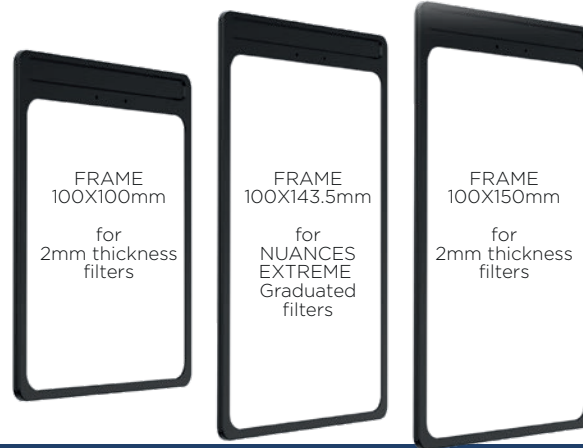 FRAME
100X100mm
for
2mm thickness
filters
FRAME
100X143.5mm
for
NUANCES
EXTREME
Graduated
filters
FRAME
100X150mm
for
2mm thickness
filters